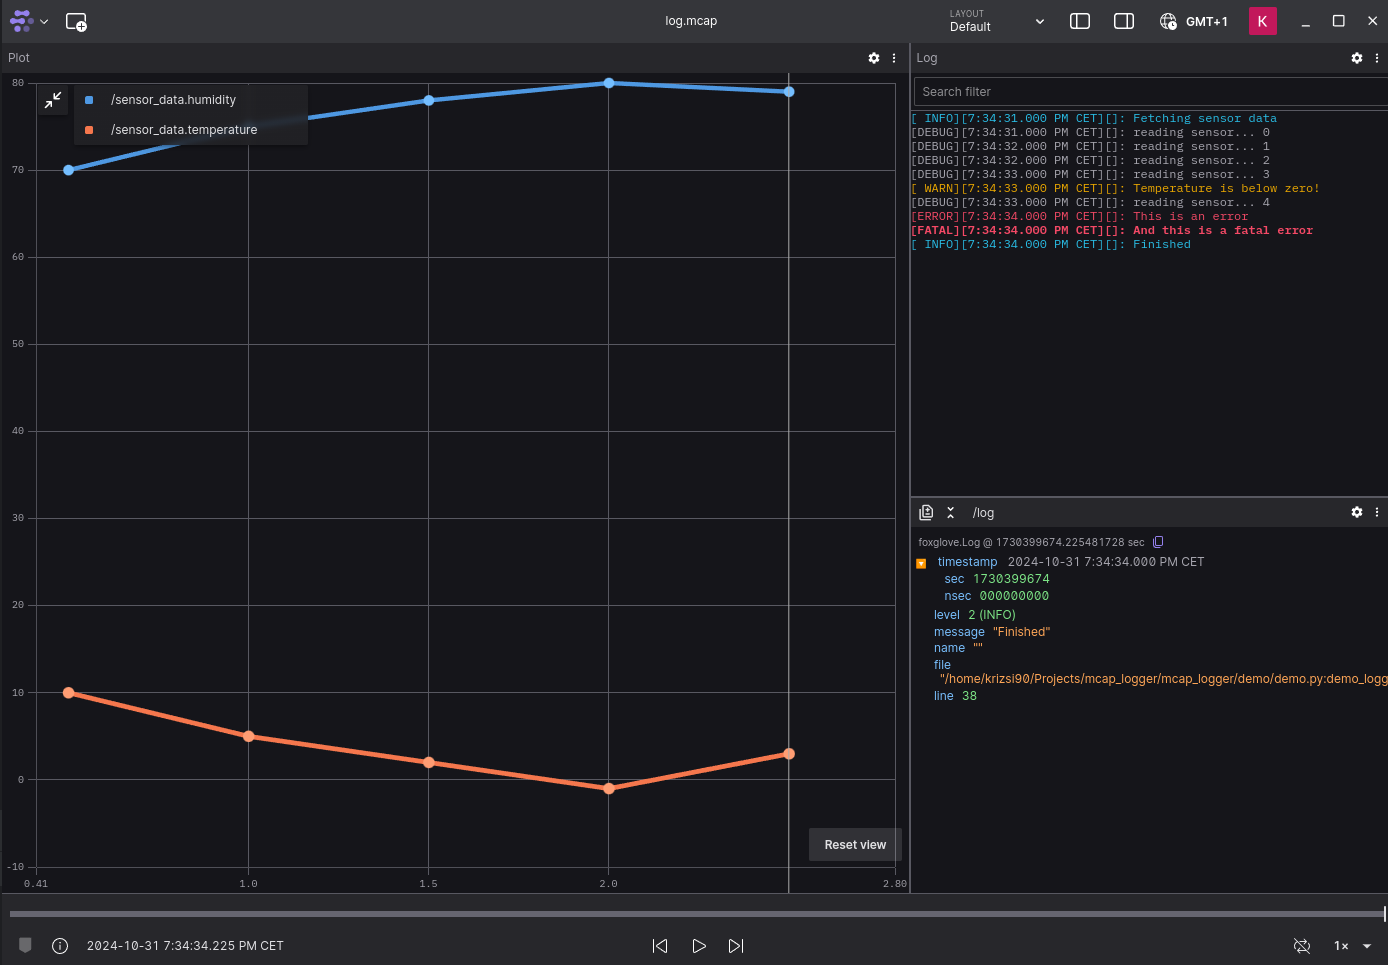 log.mcap
LAYOUT
Default
GMT+1
K
Plot
80
/sensor_data.humidity
/sensor_data.temperature
70
60
50
40
30
20
10
0
-10
0.41
1.0
1.5
2.0
2.80
Reset view
Log
Search filter
[ INFO][7:34:31.000 PM CET][]: Fetching sensor data
[DEBUG][7:34:31.000 PM CET][]: reading sensor... 0
[DEBUG][7:34:32.000 PM CET][]: reading sensor... 1
[DEBUG][7:34:32.000 PM CET][]: reading sensor... 2
[DEBUG][7:34:33.000 PM CET][]: reading sensor... 3
[ WARN][7:34:33.000 PM CET][]: Temperature is below zero!
[DEBUG][7:34:33.000 PM CET][]: reading sensor... 4
[ERROR][7:34:34.000 PM CET][]: This is an error
[FATAL][7:34:34.000 PM CET][]: And this is a fatal error
[ INFO][7:34:34.000 PM CET][]: Finished
/log
foxglove.Log @ 1730399674.225481728 sec
timestamp 2024-10-31 7:34:34.000 PM CET
sec 1730399674
nsec 000000000
level 2 (INFO)
message "Finished"
name ""
file
"/home/krizsi90/Projects/mcap_logger/mcap_logger/demo/demo.py:demo_logg
line 38
2024-10-31 7:34:34.225 PM CET
1×